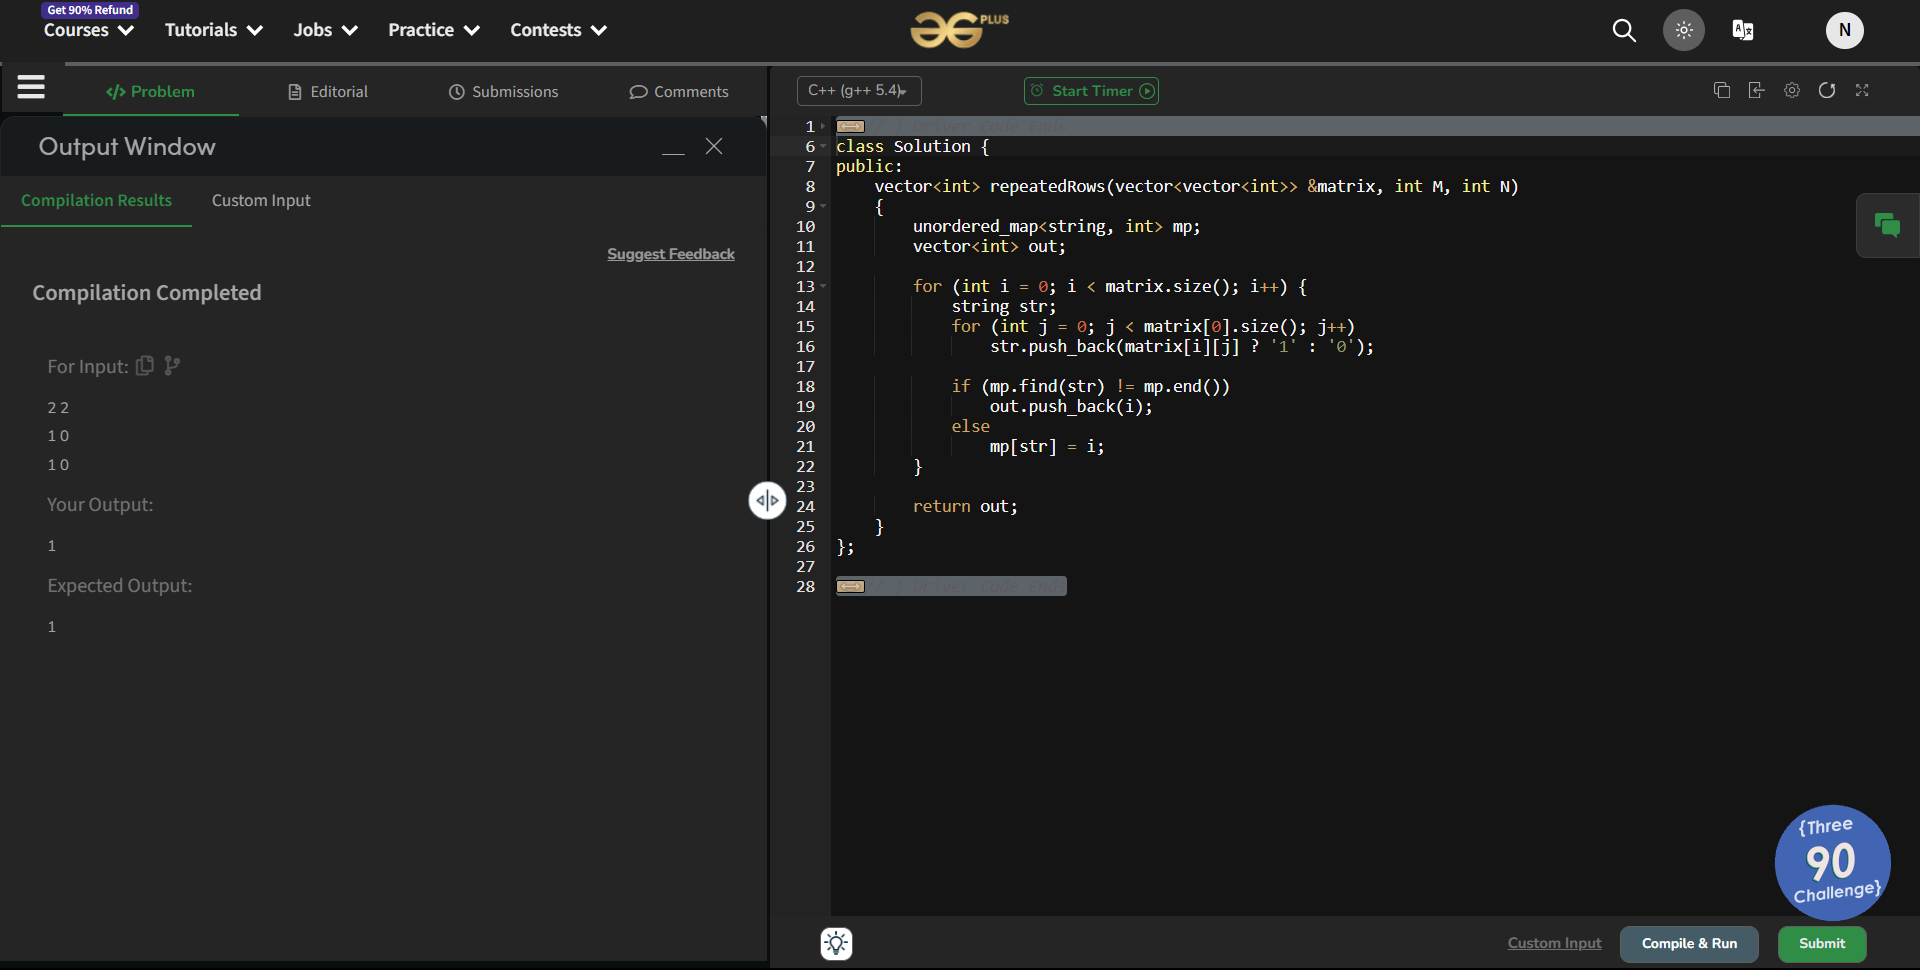 Get 90% Refund
Courses Tutorials Jobs Practice Contests
PLUS
N
</> Problem Editorial Submissions Comments
C++ (g++ 5.4)
Start Timer
Output Window
Compilation Results Custom Input
Suggest Feedback
Compilation Completed
For Input:
2 2
1 0
1 0
Your Output:
1
Expected Output:
1
1 // } Driver Code Ends
6 class Solution {
7 public:
8 vector<int> repeatedRows(vector<vector<int>> &matrix, int M, int N)
9 {
10 unordered_map<string, int> mp;
11 vector<int> out;
12
13 for (int i = 0; i < matrix.size(); i++) {
14 string str;
15 for (int j = 0; j < matrix[0].size(); j++)
16 str.push_back(matrix[i][j] ? '1' : '0');
17
18 if (mp.find(str) != mp.end())
19 out.push_back(i);
20 else
21 mp[str] = i;
22 }
23
24 return out;
25 }
26 };
27
28 // } Driver Code Ends
{Three
90
Challenge}
Custom Input Compile & Run Submit